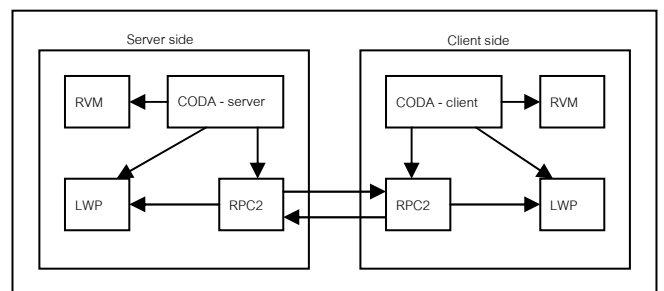 Server side
Client side
RVM
CODA - server
CODA - client
RVM
LWP
RPC2
RPC2
LWP